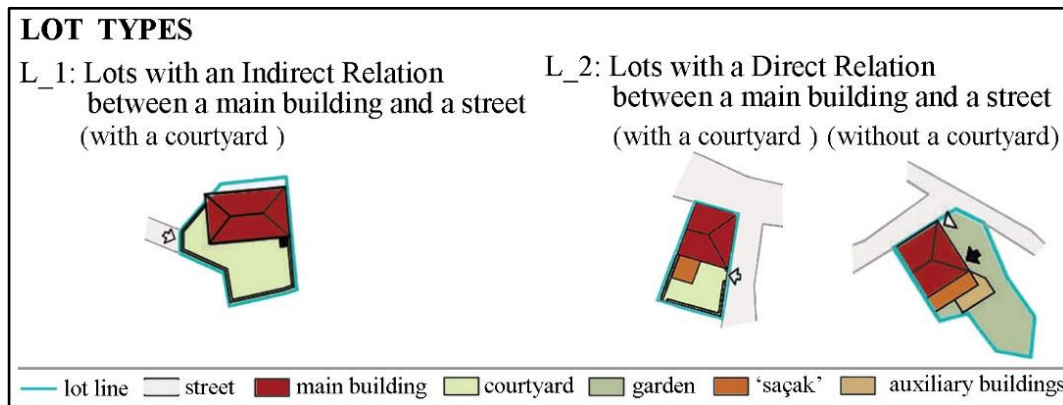 LOT TYPES
L_1: Lots with an Indirect Relation
between a main building and a street
(with a courtyard )
L_2: Lots with a Direct Relation
between a main building and a street
(with a courtyard ) (without a courtyard)
lot line street main building courtyard garden ‘saçak’ auxiliary buildings